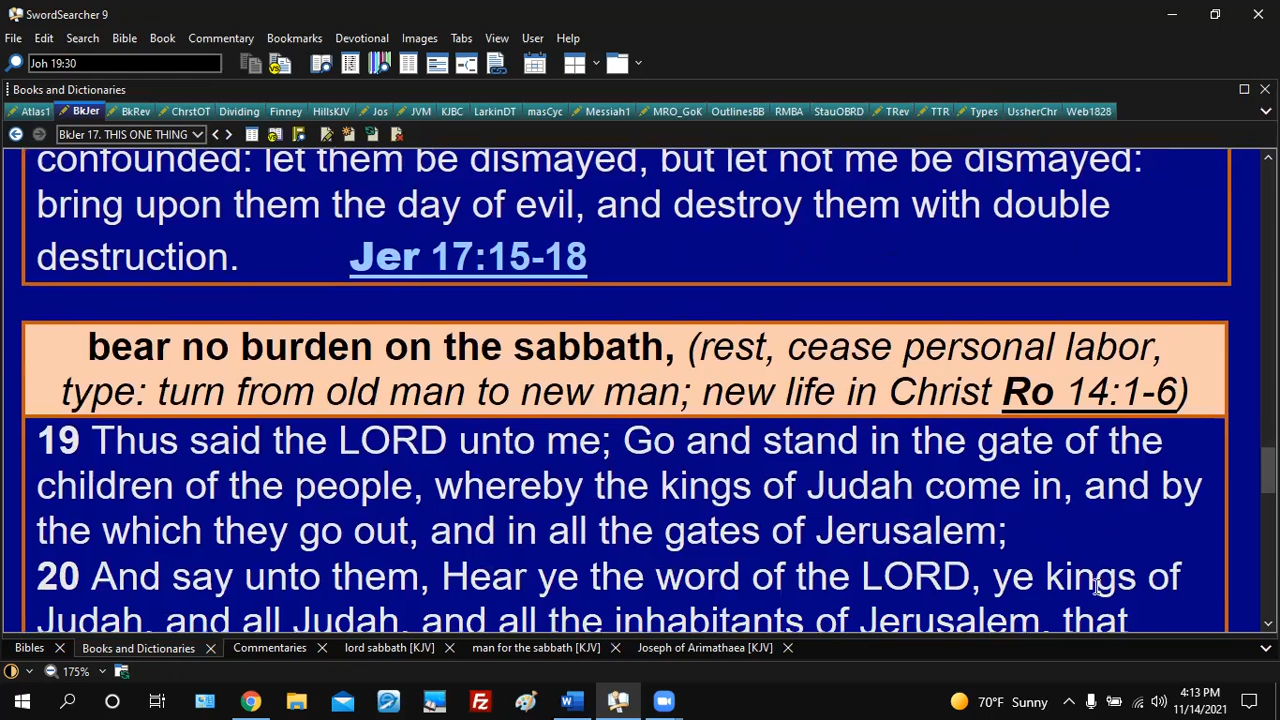 SwordSearcher 9
File Edit Search Bible Book Commentary Bookmarks Devotional Images Tabs View User Help
Joh 19:30
Books and Dictionaries
Atlas1 BkJer BkRev ChrstOT Dividing Finney HillsKJV Jos JVM KJBC LarkinDT masCyc Messiah1 MRO_GoK OutlinesBB RMBA StauOBRD TRev TTR Types UssherChr Web1828
BkJer 17. THIS ONE THING
confounded: let them be dismayed, but let not me be dismayed:
bring upon them the day of evil, and destroy them with double
destruction. Jer 17:15-18
bear no burden on the sabbath, (rest, cease personal labor,
type: turn from old man to new man; new life in Christ Ro 14:1-6)
19 Thus said the LORD unto me; Go and stand in the gate of the
children of the people, whereby the kings of Judah come in, and by
the which they go out, and in all the gates of Jerusalem;
20 And say unto them, Hear ye the word of the LORD, ye kings of
Judah, and all Judah, and all the inhabitants of Jerusalem, that
Bibles Books and Dictionaries Commentaries lord sabbath [KJV] man for the sabbath [KJV] Joseph of Arimathaea [KJV]
175%
70°F Sunny
4:13 PM
11/14/2021